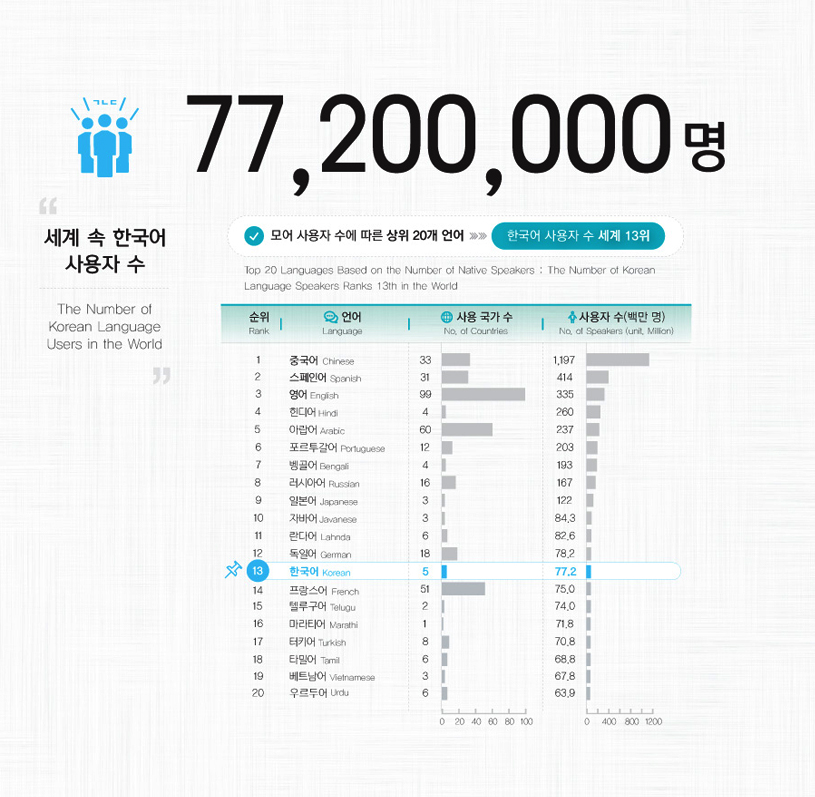 ㄱㄴㄷ
77,200,000 명
“
세계 속 한국어
사용자 수
The Number of
Korean Language
Users in the World
”
모어 사용자 수에 따른 상위 20개 언어 »» 한국어 사용자 수 세계 13위
Top 20 Languages Based on the Number of Native Speakers : The Number of Korean
Language Speakers Ranks 13th in the World
순위 언어 사용 국가 수 사용자 수(백만 명)
Rank Language No, of Countries No, of Speakers (unit, Million)
1 중국어 Chinese 33 1,197
2 스페인어 Spanish 31 414
3 영어 English 99 335
4 힌디어 Hindi 4 260
5 아랍어 Arabic 60 237
6 포르투갈어 Portuguese 12 203
7 벵골어 Bengali 4 193
8 러시아어 Russian 16 167
9 일본어 Japanese 3 122
10 자바어 Javanese 3 84,3
11 란다어 Lahnda 6 82,6
12 독일어 German 18 78,2
13 한국어 Korean 5 77.2
14 프랑스어 French 51 75,0
15 텔루구어 Telugu 2 74,0
16 마라티어 Marathi 1 71,8
17 터키어 Turkish 8 70,8
18 타밀어 Tamil 6 68,8
19 베트남어 Vietnamese 3 67,8
20 우르두어 Urdu 6 63,9
0 20 40 60 80 100 0 400 800 1200